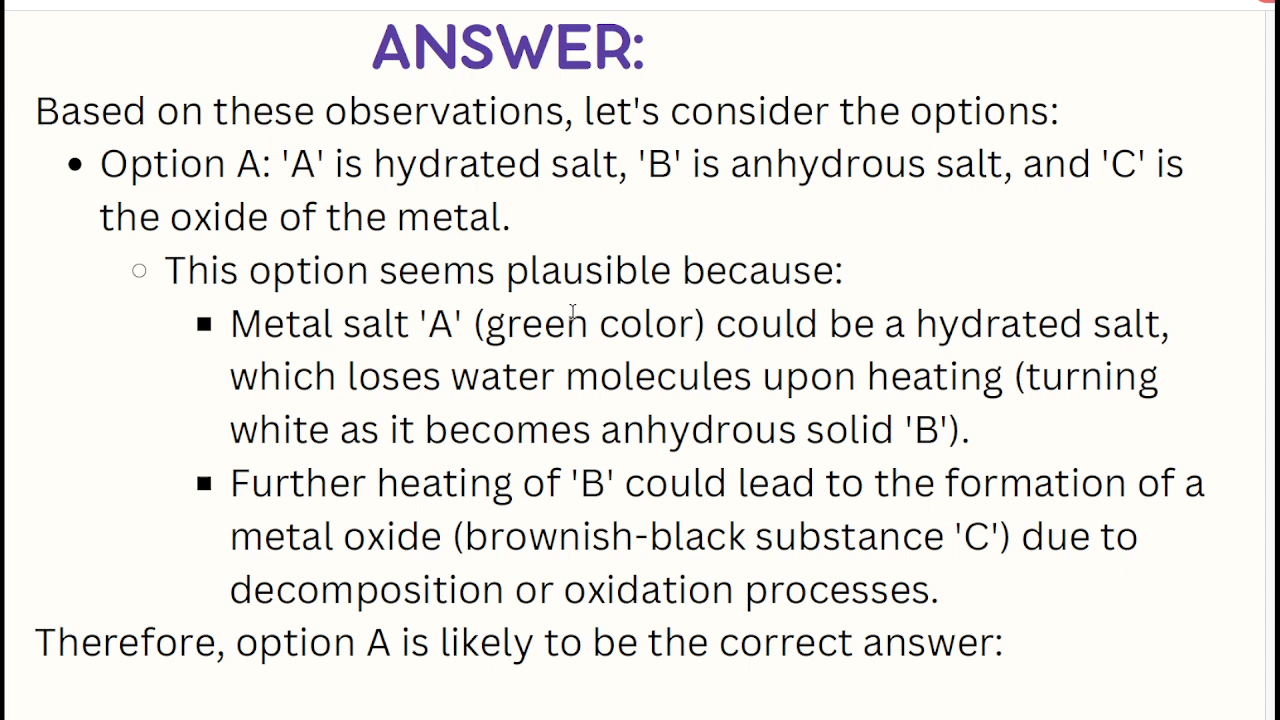 ANSWER:
Based on these observations, let's consider the options:
• Option A: 'A' is hydrated salt, 'B' is anhydrous salt, and 'C' is
the oxide of the metal.
○ This option seems plausible because:
■ Metal salt 'A' (green color) could be a hydrated salt,
which loses water molecules upon heating (turning
white as it becomes anhydrous solid 'B').
■ Further heating of 'B' could lead to the formation of a
metal oxide (brownish-black substance 'C') due to
decomposition or oxidation processes.
Therefore, option A is likely to be the correct answer: